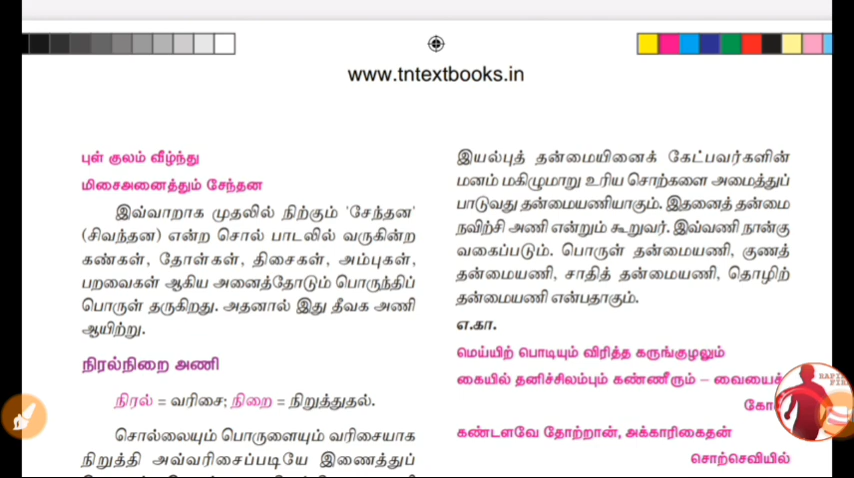 www.tntextbooks.in
புள் குலம் வீழ்ந்து
மிசைஅனைத்தும் சேந்தன
இவ்வாறாக முதலில் நிற்கும் 'சேந்தன'
(சிவந்தன) என்ற சொல் பாடலில் வருகின்ற
கண்கள், தோள்கள், திசைகள், அம்புகள்,
பறவைகள் ஆகிய அனைத்தோடும் பொருந்திப்
பொருள் தருகிறது. அதனால் இது தீவக அணி
ஆயிற்று.
நிரல்நிறை அணி
நிரல் = வரிசை; நிறை = நிறுத்துதல்.
சொல்லையும் பொருளையும் வரிசையாக
நிறுத்தி அவ்வரிசைப்படியே இணைத்துப்
இயல்புத் தன்மையினைக் கேட்பவர்களின்
மனம் மகிழுமாறு உரிய சொற்களை அமைத்துப்
பாடுவது தன்மையணியாகும். இதனைத் தன்மை
நவிற்சி அணி என்றும் கூறுவர். இவ்வணி நான்கு
வகைப்படும். பொருள் தன்மையணி, குணத்
தன்மையணி, சாதித் தன்மையணி, தொழிற்
தன்மையணி என்பதாகும்.
எ.கா.
மெய்யிற் பொடியும் விரித்த கருங்குழலும்
கையில் தனிச்சிலம்பும் கண்ணீரும் – வையைக்
கண்டளவே தோற்றான், அக்காரிகைதன்
சொற்செவியில்